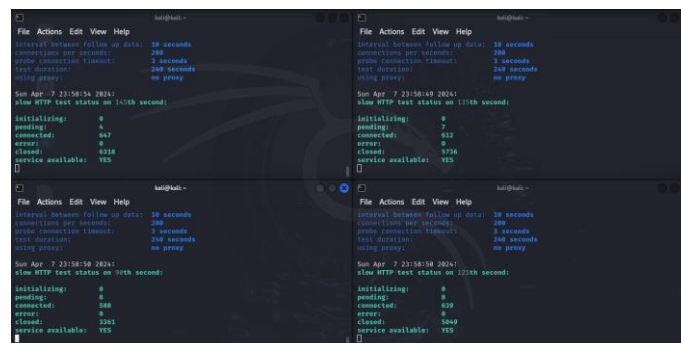 kali@kali: ~
File Actions Edit View Help
interval between follow up data: 10 seconds
connections per seconds: 200
probe connection timeout: 3 seconds
test duration: 240 seconds
using proxy: no proxy
Sun Apr 7 23:58:54 2024:
slow HTTP test status on 145th second:
initializing: 0
pending: 4
connected: 647
error: 0
closed: 6318
service available: YES
kali@kali: ~
File Actions Edit View Help
interval between follow up data: 10 seconds
connections per seconds: 200
probe connection timeout: 3 seconds
test duration: 240 seconds
using proxy: no proxy
Sun Apr 7 23:58:49 2024:
slow HTTP test status on 135th second:
initializing: 0
pending: 7
connected: 612
error: 0
closed: 5736
service available: YES
kali@kali: ~
File Actions Edit View Help
interval between follow up data: 10 seconds
connections per seconds: 200
probe connection timeout: 3 seconds
test duration: 240 seconds
using proxy: no proxy
Sun Apr 7 23:58:50 2024:
slow HTTP test status on 90th second:
initializing: 0
pending: 8
connected: 508
error: 0
closed: 3361
service available: YES
kali@kali: ~
File Actions Edit View Help
interval between follow up data: 10 seconds
connections per seconds: 200
probe connection timeout: 3 seconds
test duration: 240 seconds
using proxy: no proxy
Sun Apr 7 23:58:50 2024:
slow HTTP test status on 125th second:
initializing: 0
pending: 8
connected: 639
error: 0
closed: 5049
service available: YES